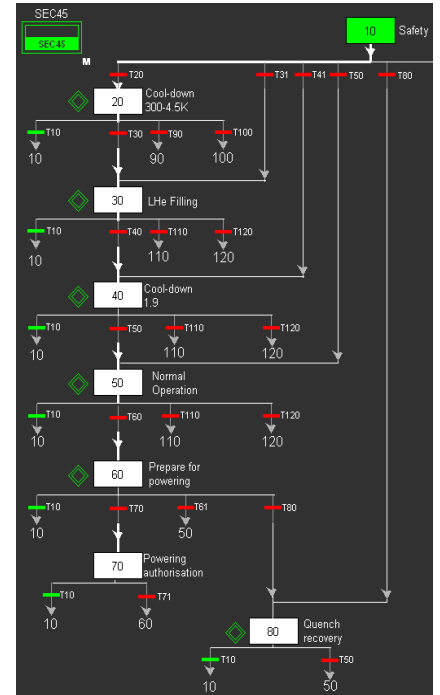 SEC45
SEC45
10 Safety
M
T20 T31 T41 T50 T80
20 Cool-down
300-4.5K
T10 T30 T90 T100
10 90 100
30 LHe Filling
T10 T40 T110 T120
10 110 120
40 Cool-down
1.9
T10 T50 T110 T120
10 110 120
50 Normal
Operation
T10 T60 T110 T120
10 110 120
60 Prepare for
powering
T10 T70 T61 T80
10 50
70 Powering
authorisation
T10 T71
10 60
80 Quench
recovery
T10 T50
10 50